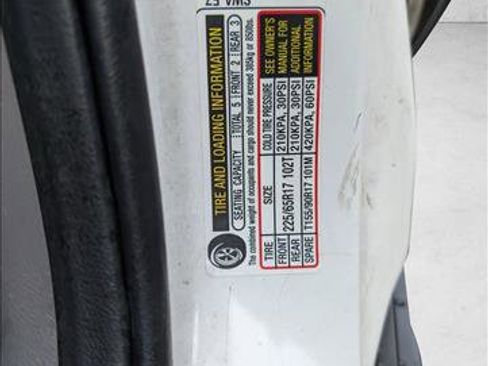 SWA 57
TIRE AND LOADING INFORMATION
SEATING CAPACITY TOTAL 5 FRONT 2 REAR 3
The combined weight of occupants and cargo should never exceed 385kg or 850lbs.
TIRE SIZE COLD TIRE PRESSURE SEE OWNER'S MANUAL FOR ADDITIONAL INFORMATION
FRONT 225/65R17 102T 210KPA, 30PSI
REAR 210KPA, 30PSI
SPARE T155/90R17 101M 420KPA, 60PSI